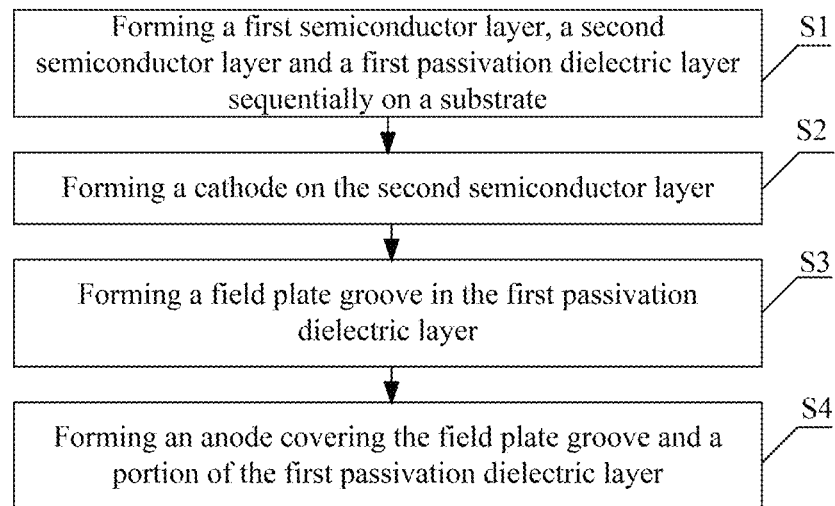 Forming a first semiconductor layer, a second
semiconductor layer and a first passivation dielectric layer
sequentially on a substrate
S1
Forming a cathode on the second semiconductor layer
S2
Forming a field plate groove in the first passivation
dielectric layer
S3
Forming an anode covering the field plate groove and a
portion of the first passivation dielectric layer
S4